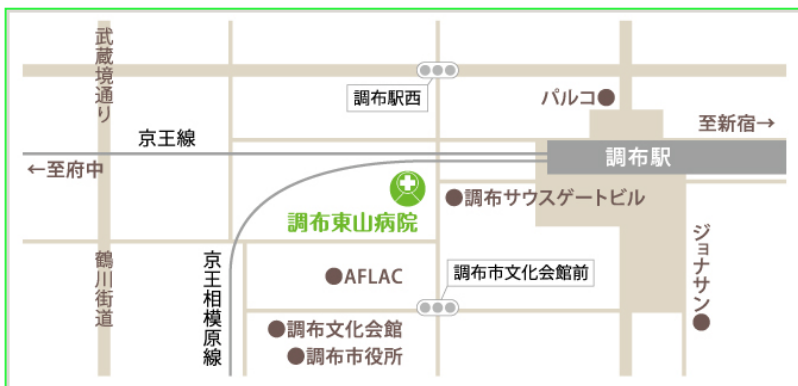 武蔵境通り
調布駅西
パルコ●
至新宿→
京王線
調布駅
←至府中
●調布サウスゲートビル
調布東山病院
ジョナサン●
鶴川街道
京王相模原線
●AFLAC
調布市文化会館前
●調布文化会館
●調布市役所